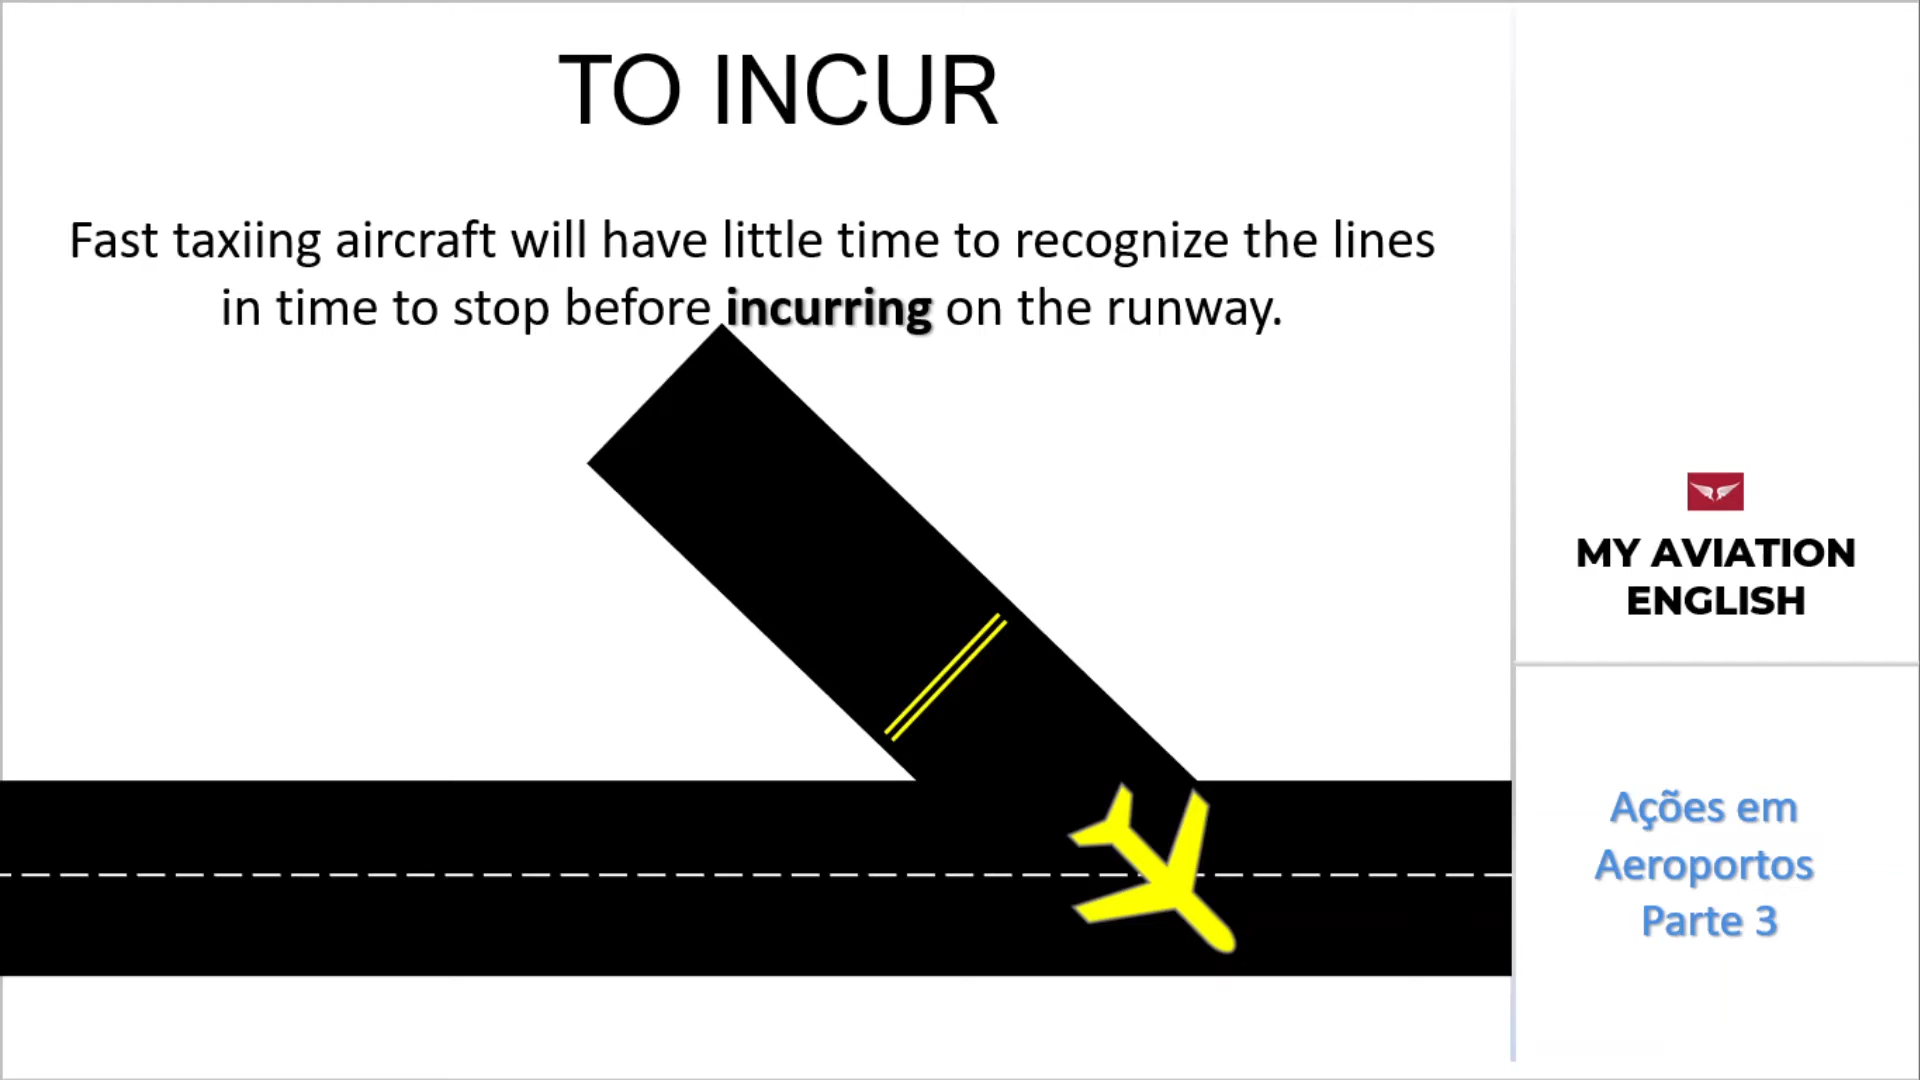 TO INCUR
Fast taxiing aircraft will have little time to recognize the lines
in time to stop before incurring on the runway.
MY AVIATION
ENGLISH
Ações em
Aeroportos
Parte 3